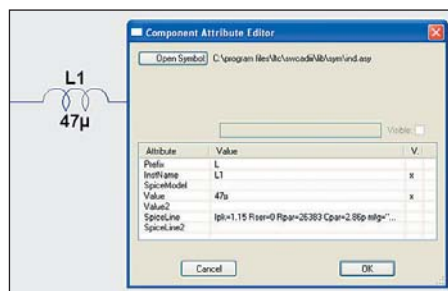 L1
47µ
Component Attribute Editor
Open Symbol C:\program files\ltc\swcadiii\lib\sym\ind.asy
Visible:
Attribute Value V.
Prefix L
InstName L1 x
SpiceModel
Value 47µ x
Value2
SpiceLine Ipk=1.15 Rser=0 Rpar=26383 Cpar=2.86p mfg="...
SpiceLine2
Cancel OK